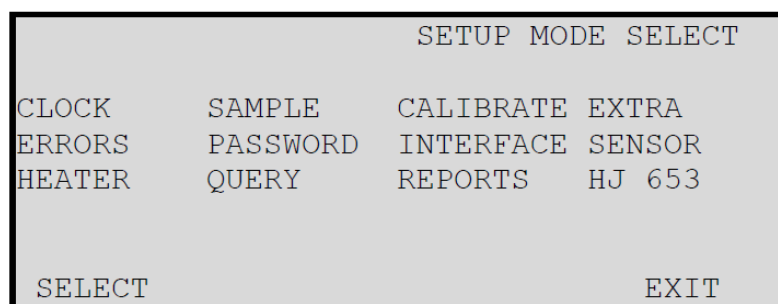 SETUP MODE SELECT
CLOCK SAMPLE CALIBRATE EXTRA
ERRORS PASSWORD INTERFACE SENSOR
HEATER QUERY REPORTS HJ 653
SELECT EXIT